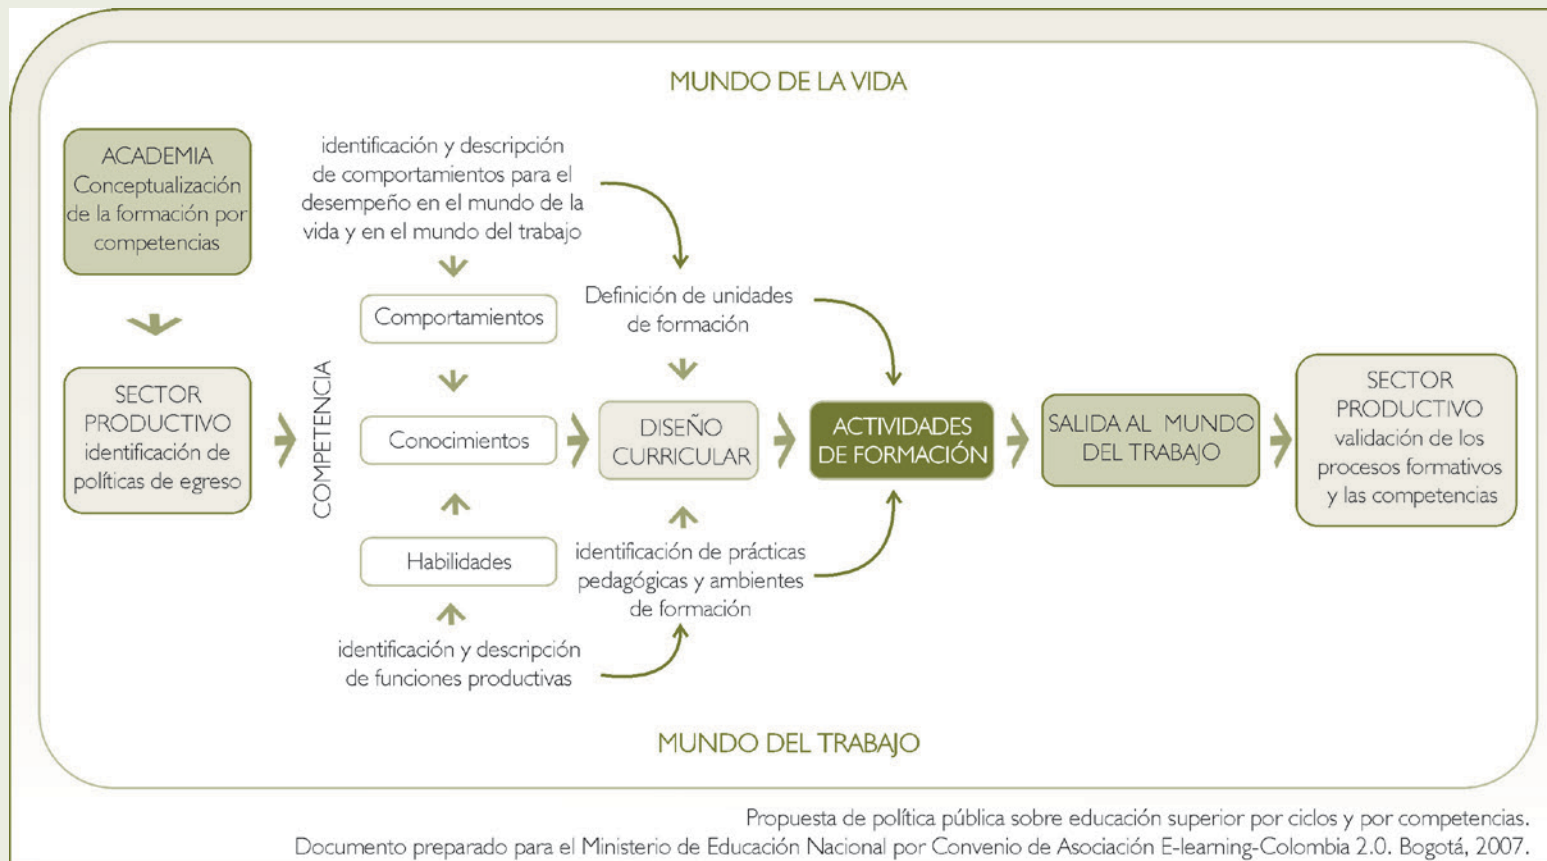 MUNDO DE LA VIDA
ACADEMIA
Conceptualización
de la formación por
competencias
SECTOR
PRODUCTIVO
identificación de
políticas de egreso
COMPETENCIA
identificación y descripción
de comportamientos para el
desempeño en el mundo de la
vida y en el mundo del trabajo
Comportamientos
Conocimientos
Habilidades
identificación y descripción
de funciones productivas
Definición de unidades
de formación
DISEÑO
CURRICULAR
identificación de prácticas
pedagógicas y ambientes
de formación
ACTIVIDADES
DE FORMACIÓN
SALIDA AL MUNDO
DEL TRABAJO
SECTOR
PRODUCTIVO
validación de los
procesos formativos
y las competencias
MUNDO DEL TRABAJO
Propuesta de política pública sobre educación superior por ciclos y por competencias.
Documento preparado para el Ministerio de Educación Nacional por Convenio de Asociación E-learning-Colombia 2.0. Bogotá, 2007.